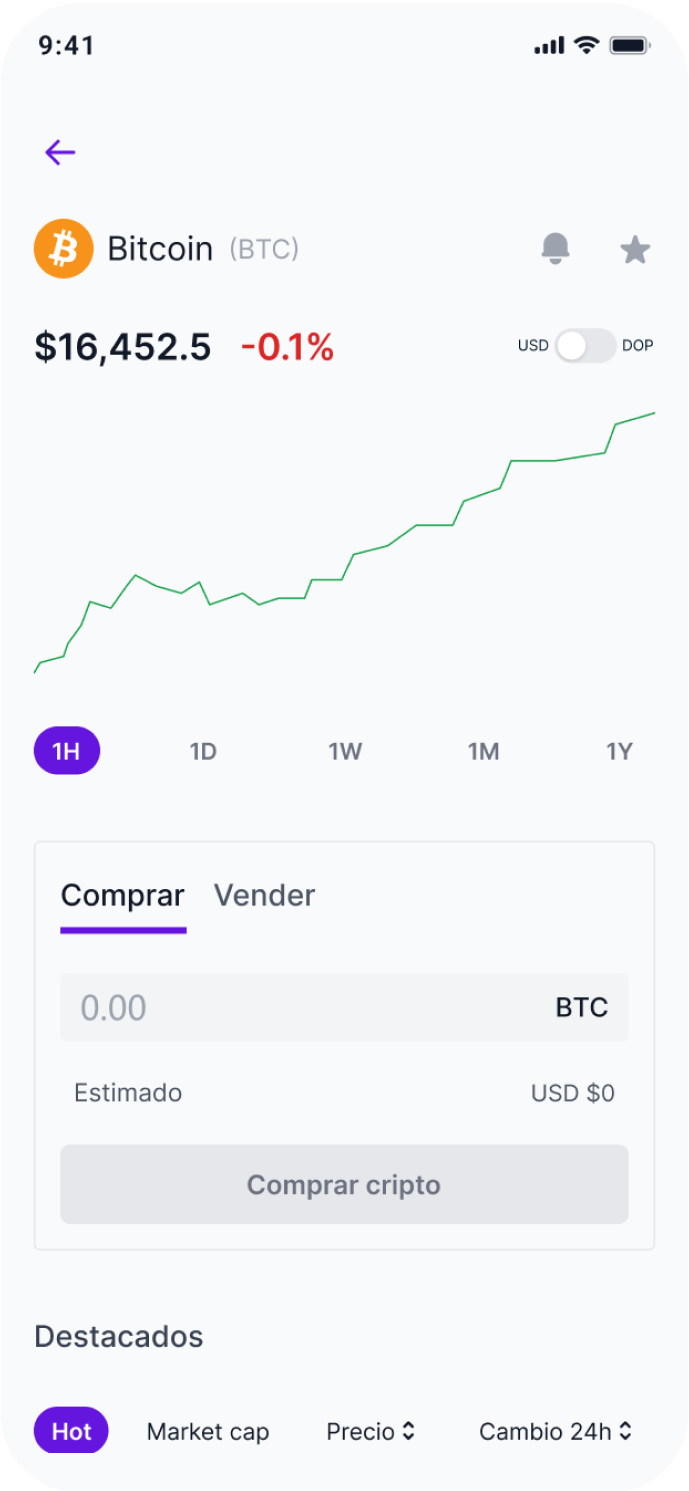 9:41
Bitcoin (BTC)
$16,452.5 -0.1% USD DOP
1H 1D 1W 1M 1Y
Comprar Vender
0.00 BTC
Estimado USD $0
Comprar cripto
Destacados
Hot Market cap Precio Cambio 24h